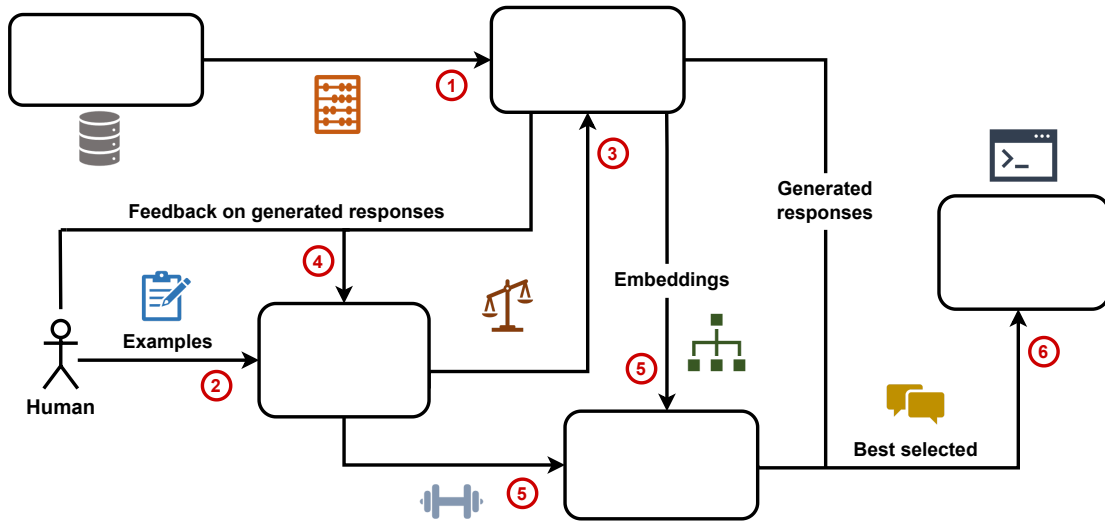 1
3
Feedback on generated responses
Generated
responses
4
Embeddings
Examples
2
5
6
Human
Best selected
5